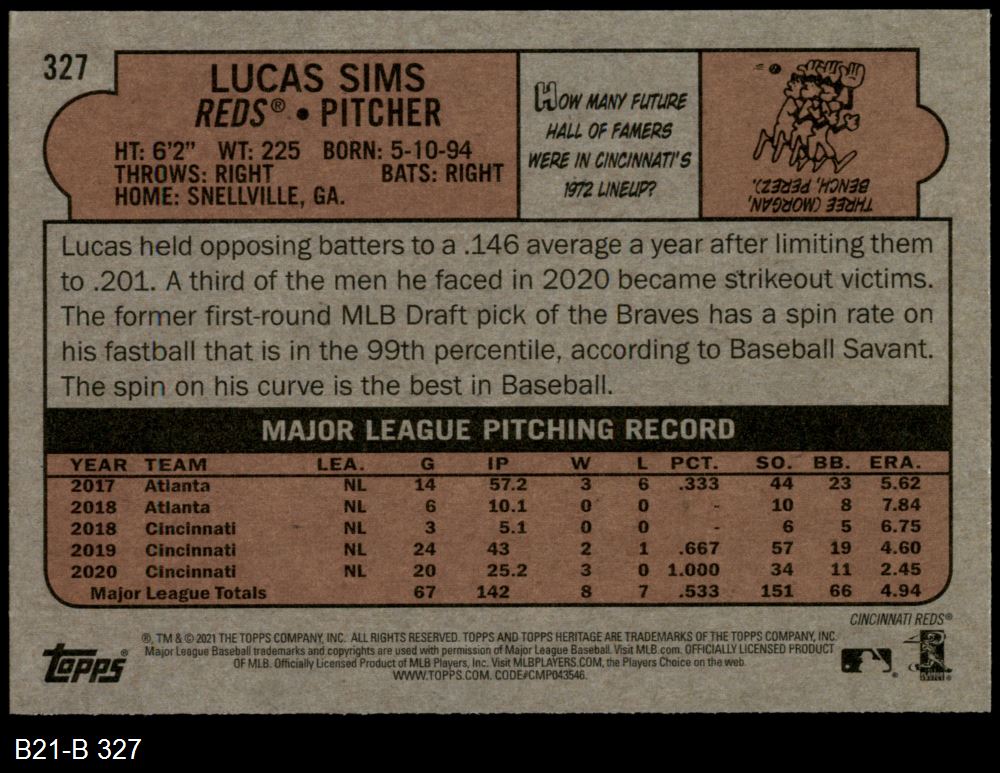 327
LUCAS SIMS
REDS® • PITCHER
HT: 6'2" WT: 225 BORN: 5-10-94
THROWS: RIGHT BATS: RIGHT
HOME: SNELLVILLE, GA.
HOW MANY FUTURE
HALL OF FAMERS
WERE IN CINCINNATI'S
1972 LINEUP?
THREE (MORGAN,
BENCH, PEREZ).
Lucas held opposing batters to a .146 average a year after limiting them
to .201. A third of the men he faced in 2020 became strikeout victims.
The former first-round MLB Draft pick of the Braves has a spin rate on
his fastball that is in the 99th percentile, according to Baseball Savant.
The spin on his curve is the best in Baseball.
MAJOR LEAGUE PITCHING RECORD
YEAR TEAM LEA. G IP W L PCT. SO. BB. ERA.
2017 Atlanta NL 14 57.2 3 6 .333 44 23 5.62
2018 Atlanta NL 6 10.1 0 0 - 10 8 7.84
2018 Cincinnati NL 3 5.1 0 0 - 6 5 6.75
2019 Cincinnati NL 24 43 2 1 .667 57 19 4.60
2020 Cincinnati NL 20 25.2 3 0 1.000 34 11 2.45
Major League Totals 67 142 8 7 .533 151 66 4.94
CINCINNATI REDS®
topps®
®, TM & © 2021 THE TOPPS COMPANY, INC. ALL RIGHTS RESERVED. TOPPS AND TOPPS HERITAGE ARE TRADEMARKS OF THE TOPPS COMPANY, INC.
Major League Baseball trademarks and copyrights are used with permission of Major League Baseball. Visit MLB.com. OFFICIALLY LICENSED PRODUCT
OF MLB. Officially Licensed Product of MLB Players, Inc. Visit MLBPLAYERS.COM, the Players Choice on the web.
WWW.TOPPS.COM. CODE#CMP043546.
B21-B 327